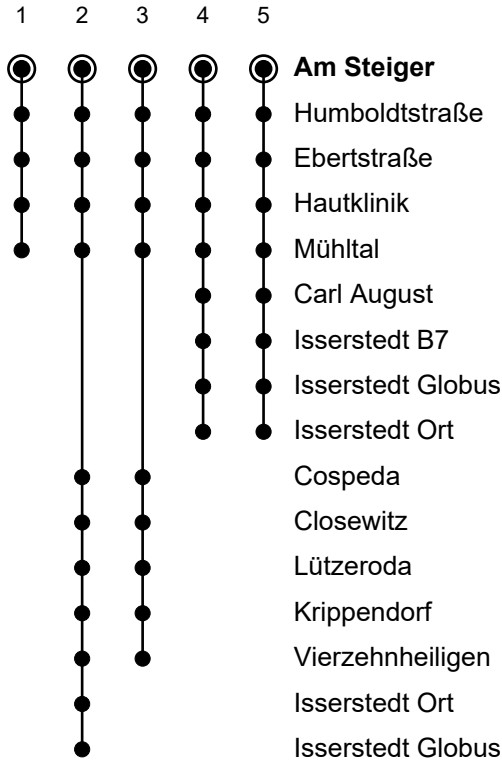 1 2 3 4 5
Am Steiger
Humboldtstraße
Ebertstraße
Hautklinik
Mühltal
Carl August
Isserstedt B7
Isserstedt Globus
Isserstedt Ort
Cospeda
Closewitz
Lützeroda
Krippendorf
Vierzehnheiligen
Isserstedt Ort
Isserstedt Globus